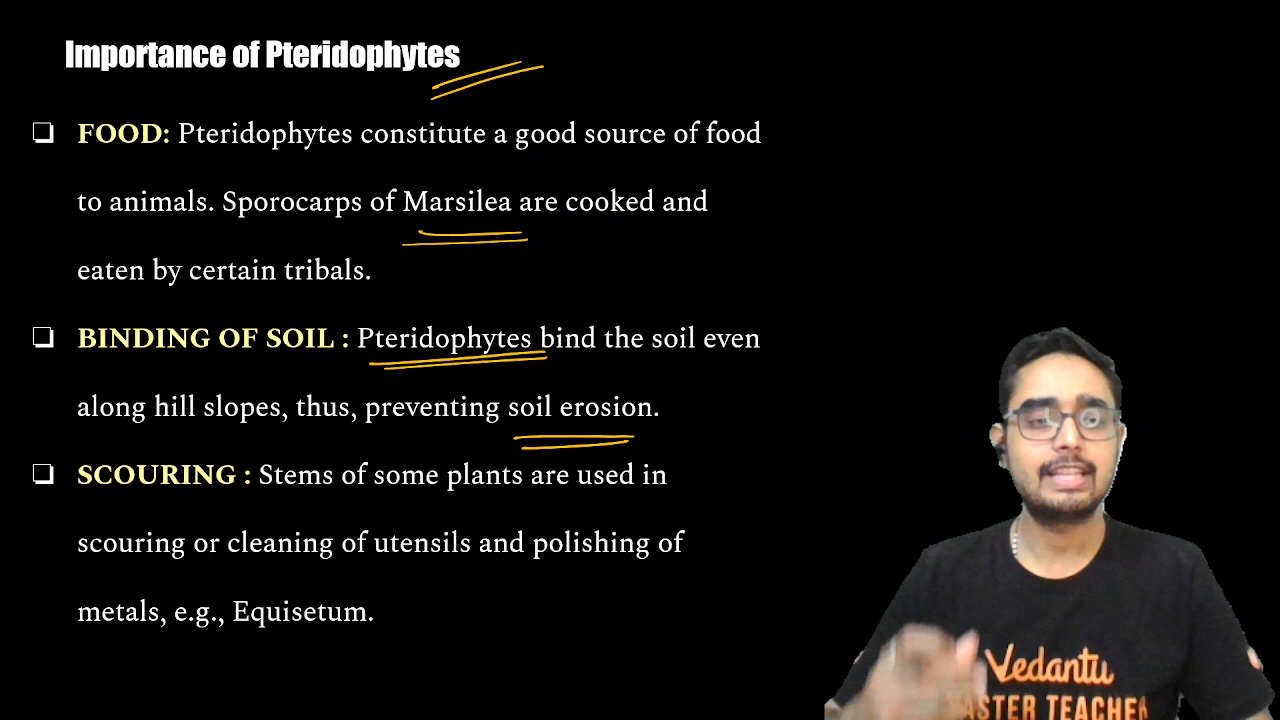 Importance of Pteridophytes
❑ FOOD: Pteridophytes constitute a good source of food
to animals. Sporocarps of Marsilea are cooked and
eaten by certain tribals.
❑ BINDING OF SOIL : Pteridophytes bind the soil even
along hill slopes, thus, preventing soil erosion.
❑ SCOURING : Stems of some plants are used in
scouring or cleaning of utensils and polishing of
metals, e.g., Equisetum.
Vedantu
MASTER TEACHER